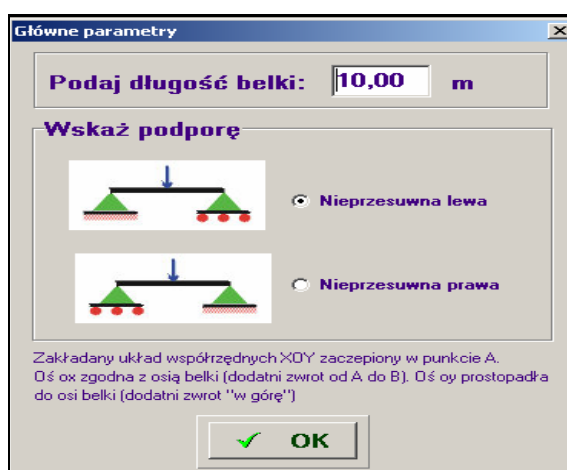 Główne parametry
Podaj długość belki: 10,00 m
Wskaż podporę
Nieprzesuwna lewa
Nieprzesuwna prawa
Zakładany układ współrzędnych XOY zaczepiony w punkcie A.
Oś ox zgodna z osią belki (dodatni zwrot od A do B). Oś oy prostopadła
do osi belki (dodatni zwrot "w górę")
OK